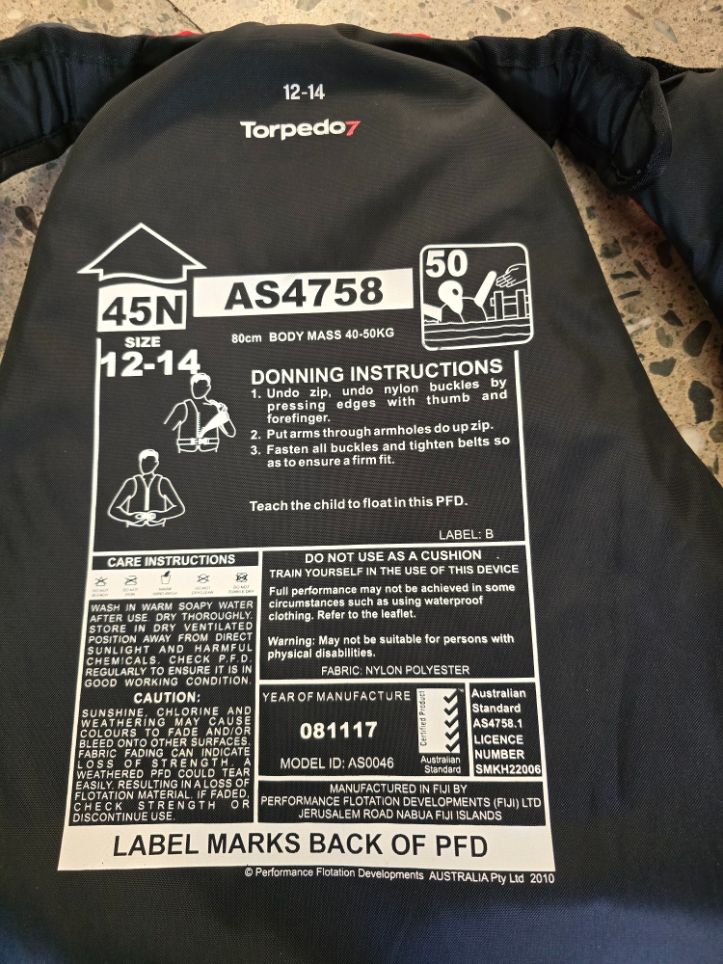 12-14
Torpedo7
45N
AS4758
50
SIZE
12-14
80cm BODY MASS 40-50KG
DONNING INSTRUCTIONS
1. Undo zip, undo nylon buckles by
pressing edges with thumb and
forefinger.
2. Put arms through armholes do up zip.
3. Fasten all buckles and tighten belts so
as to ensure a firm fit.
Teach the child to float in this PFD.
LABEL: B
CARE INSTRUCTIONS
WASH IN WARM SOAPY WATER
AFTER USE. DRY THOROUGHLY.
STORE IN DRY VENTILATED
POSITION AWAY FROM DIRECT
SUNLIGHT AND HARMFUL
CHEMICALS. CHECK P.F.D.
REGULARLY TO ENSURE IT IS IN
GOOD WORKING CONDITION.
CAUTION:
SUNSHINE, CHLORINE AND
WEATHERING MAY CAUSE
COLOURS TO FADE AND/OR
BLEED ONTO OTHER SURFACES.
FABRIC FADING CAN INDICATE
LOSS OF STRENGTH. A
WEATHERED PFD COULD TEAR
EASILY, RESULTING IN A LOSS OF
FLOTATION MATERIAL. IF FADED,
CHECK STRENGTH OR
DISCONTINUE USE.
DO NOT USE AS A CUSHION
TRAIN YOURSELF IN THE USE OF THIS DEVICE
Full performance may not be achieved in some
circumstances such as using waterproof
clothing. Refer to the leaflet.
Warning: May not be suitable for persons with
physical disabilities.
FABRIC: NYLON POLYESTER
YEAR OF MANUFACTURE
081117
MODEL ID: AS0046
Certified Product
Australian
Standard
Australian
Standard
AS4758.1
LICENCE
NUMBER
SMKH22006
MANUFACTURED IN FIJI BY
PERFORMANCE FLOTATION DEVELOPMENTS (FIJI) LTD
JERUSALEM ROAD NABUA FIJI ISLANDS
LABEL MARKS BACK OF PFD
© Performance Flotation Developments AUSTRALIA Pty Ltd 2010